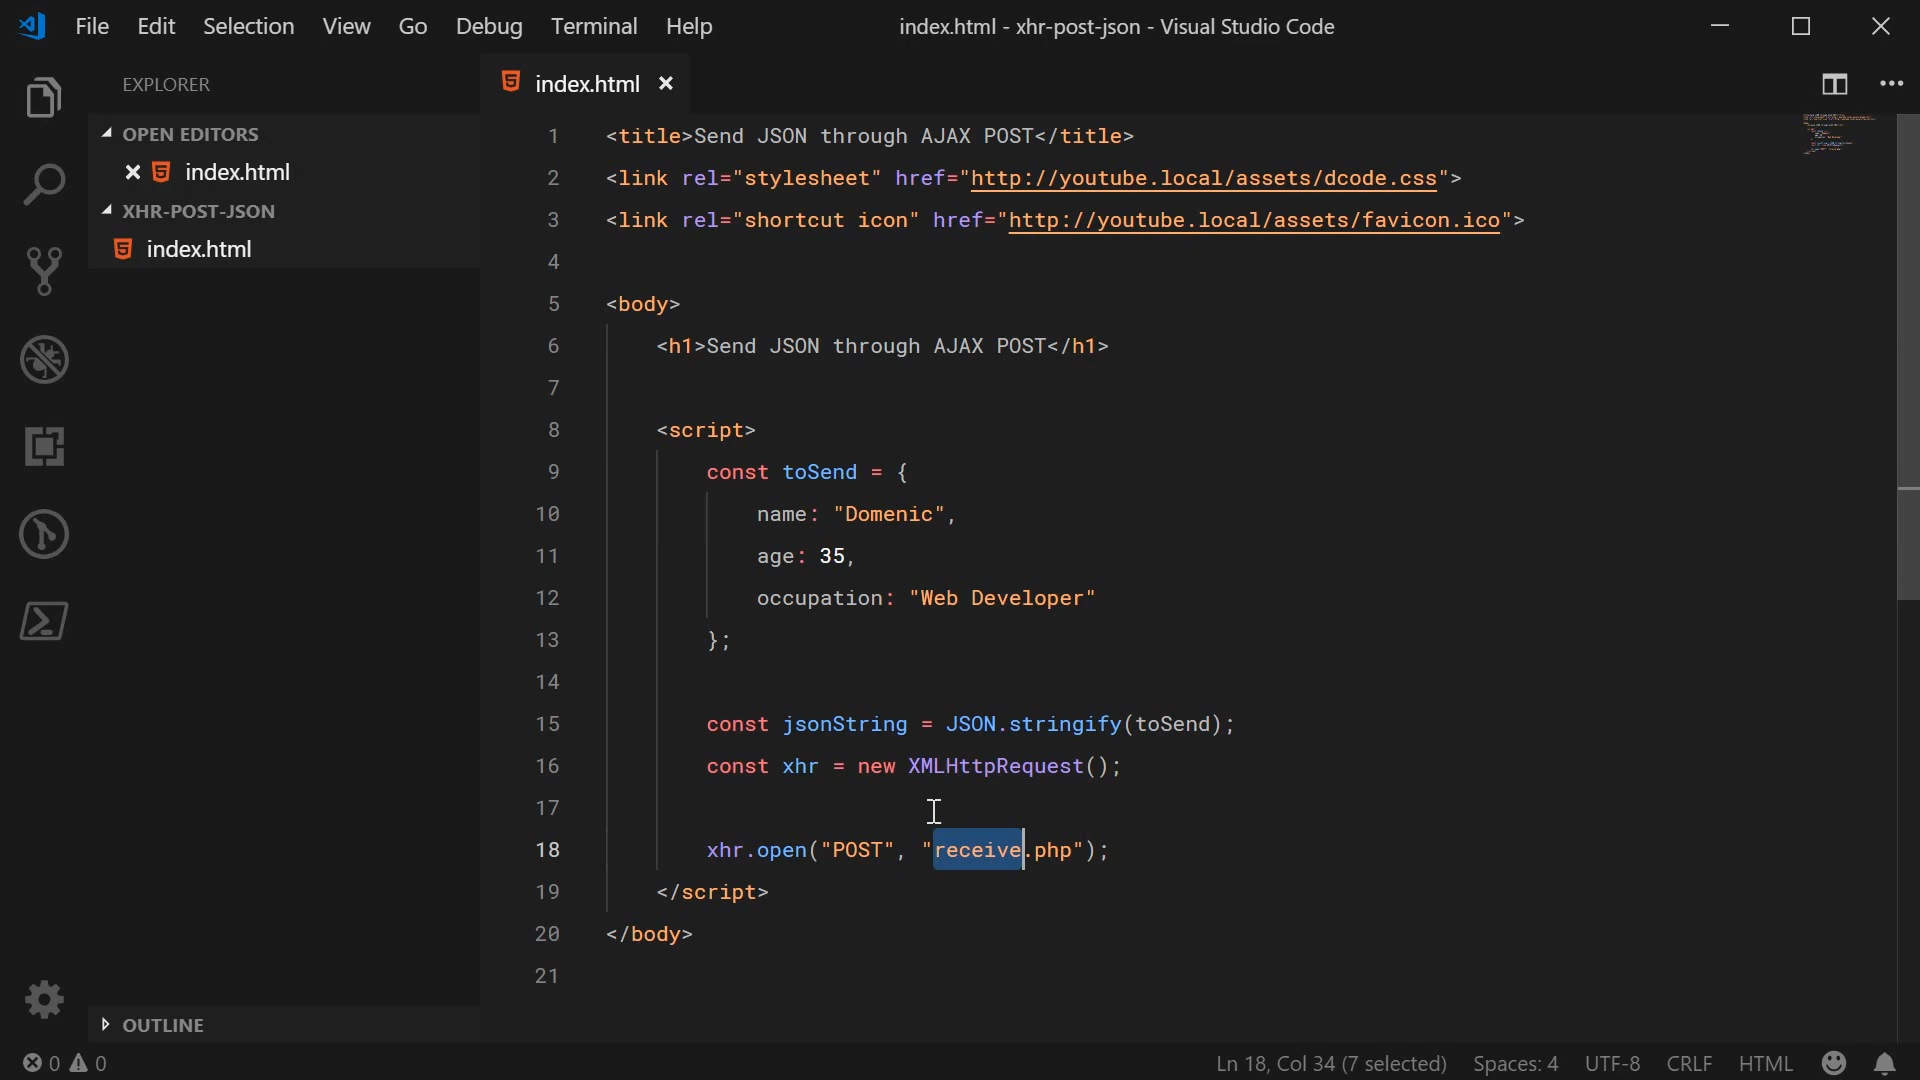 File Edit Selection View Go Debug Terminal Help
index.html - xhr-post-json - Visual Studio Code
EXPLORER
OPEN EDITORS
index.html
XHR-POST-JSON
index.html
OUTLINE
index.html
1 <title>Send JSON through AJAX POST</title>
2 <link rel="stylesheet" href="http://youtube.local/assets/dcode.css">
3 <link rel="shortcut icon" href="http://youtube.local/assets/favicon.ico">
4
5 <body>
6 <h1>Send JSON through AJAX POST</h1>
7
8 <script>
9 const toSend = {
10 name: "Domenic",
11 age: 35,
12 occupation: "Web Developer"
13 };
14
15 const jsonString = JSON.stringify(toSend);
16 const xhr = new XMLHttpRequest();
17
18 xhr.open("POST", "receive.php");
19 </script>
20 </body>
21
0 0
Ln 18, Col 34 (7 selected) Spaces: 4 UTF-8 CRLF HTML